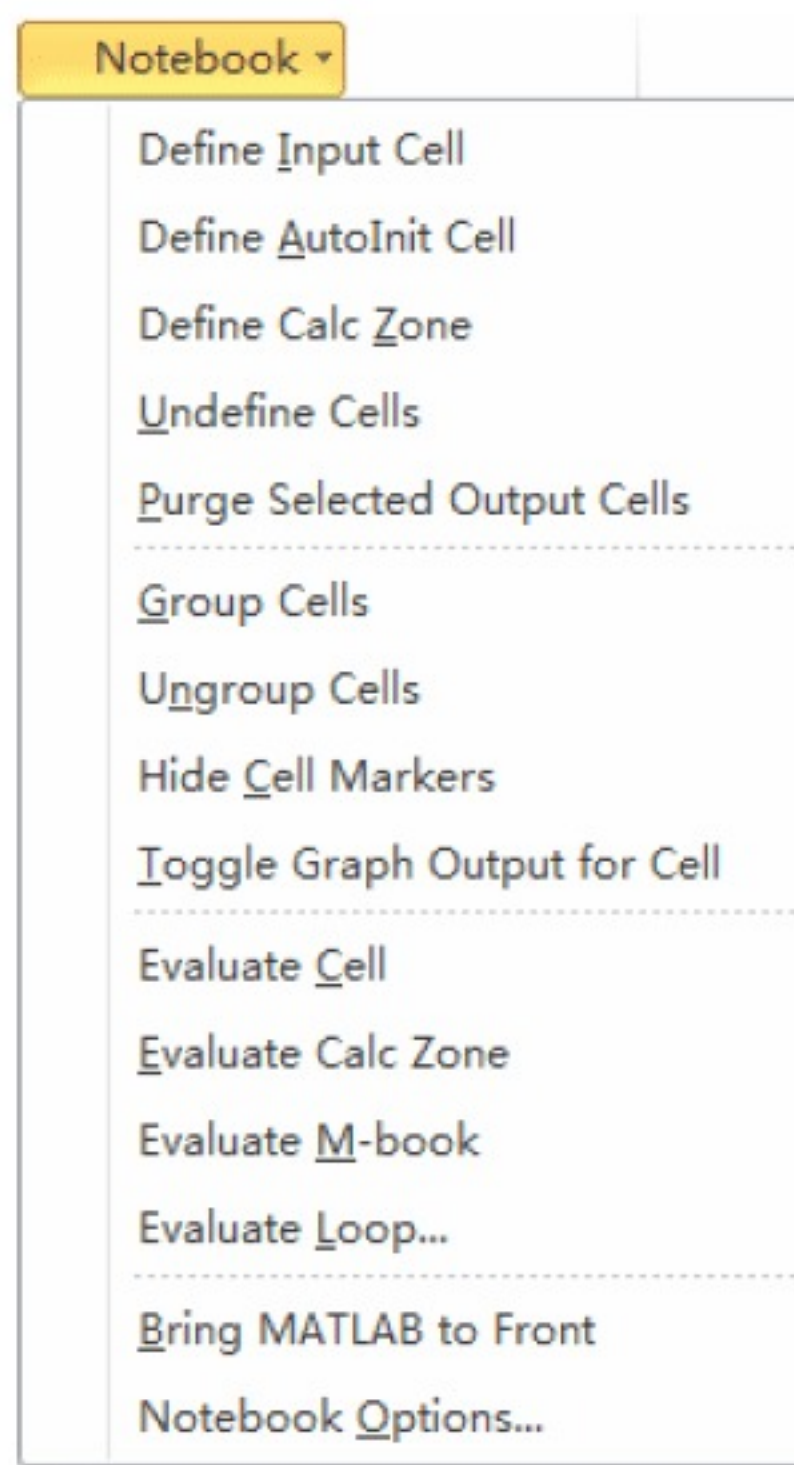 Notebook
Define Input Cell
Define AutoInit Cell
Define Calc Zone
Undefine Cells
Purge Selected Output Cells
Group Cells
Ungroup Cells
Hide Cell Markers
Toggle Graph Output for Cell
Evaluate Cell
Evaluate Calc Zone
Evaluate M-book
Evaluate Loop...
Bring MATLAB to Front
Notebook Options...